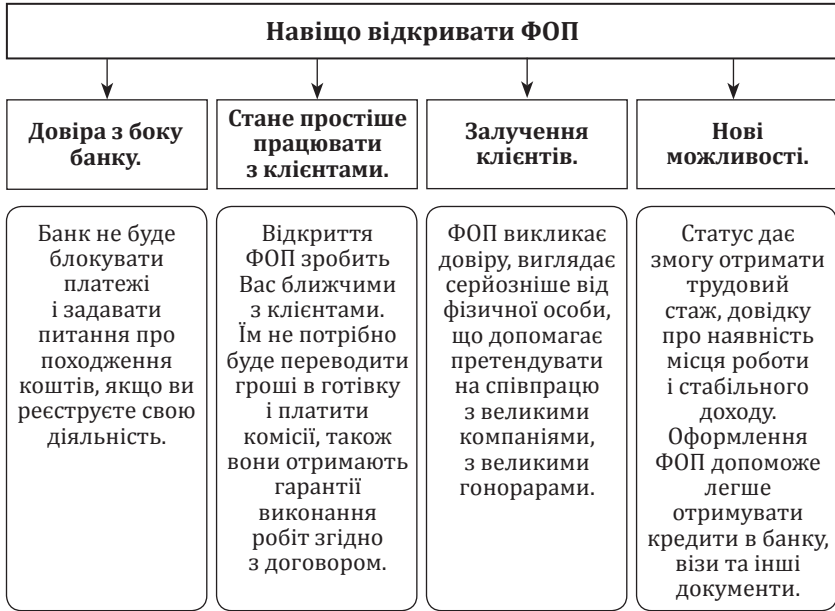 Навіщо відкривати ФОП
Довіра з боку
банку.
Стане простіше
працювати
з клієнтами.
Залучення
клієнтів.
Нові
можливості.
Банк не буде
блокувати
платежі
і задавати
питання про
походження
коштів, якщо ви
реєструєте свою
діяльність.
Відкриття
ФОП зробить
Вас ближчими
з клієнтами.
Їм не потрібно
буде переводити
гроші в готівку
і платити
комісії, також
вони отримають
гарантії
виконання
робіт згідно
з договором.
ФОП викликає
довіру, виглядає
серйозніше від
фізичної особи,
що допомагає
претендувати
на співпрацю
з великими
компаніями,
з великими
гонорарами.
Статус дає
змогу отримати
трудовий
стаж, довідку
про наявність
місця роботи
і стабільного
доходу.
Оформлення
ФОП допоможе
легше
отримувати
кредити в банку,
візи та інші
документи.